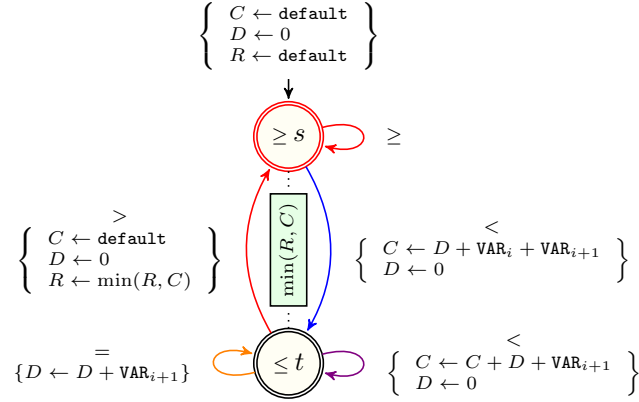 C ← default
D ← 0
R ← default
≥ s
≥
min(R, C)
>
C ← default
D ← 0
R ← min(R, C)
<
C ← D + VAR_i + VAR_{i+1}
D ← 0
=
{D ← D + VAR_{i+1}}
≤ t
<
C ← C + D + VAR_{i+1}
D ← 0